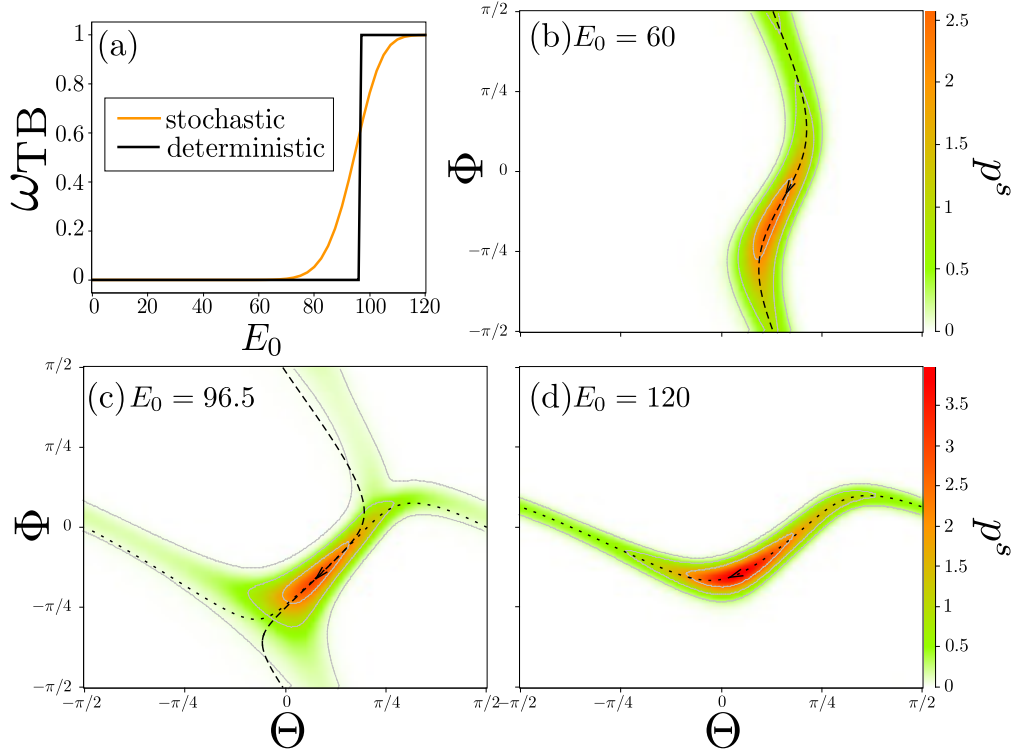 (a)
1
0.8
0.6
0.4
0.2
0
ωTB
stochastic
deterministic
0 20 40 60 80 100 120
E₀
(b) E₀ = 60
π/2
π/4
0
−π/4
−π/2
Φ
2.5
2
1.5
1
0.5
0
pˢ
(c) E₀ = 96.5
π/2
π/4
0
−π/4
−π/2
Φ
−π/2 −π/4 0 π/4 π/2
Θ
(d) E₀ = 120
−π/2 −π/4 0 π/4 π/2
Θ
3.5
3
2.5
2
1.5
1
0.5
0
pˢ